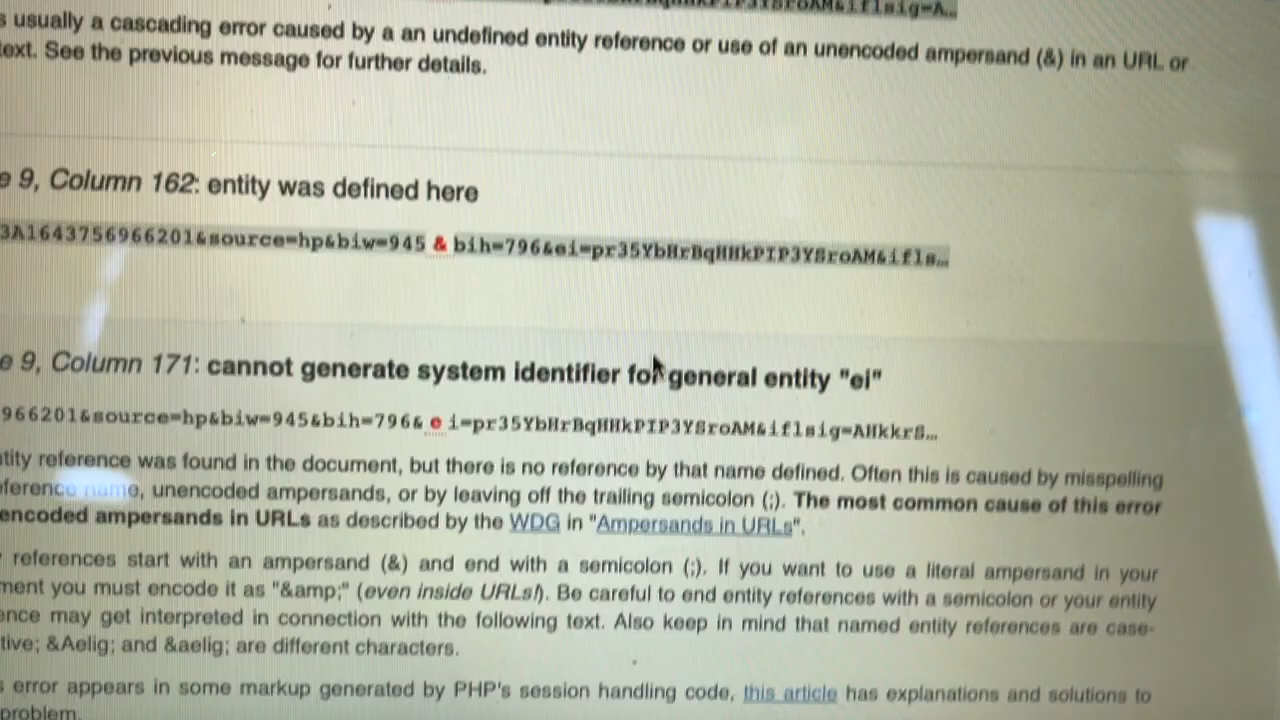 usually a cascading error caused by a an undefined entity reference or use of an unencoded ampersand (&) in an URL or
text. See the previous message for further details.
9, Column 162: entity was defined here
3A1643756966201&source=hp&biw=945 & bih=796&ei=pr35YbHrBqHHkPIP3YSroAM&ifls…
9, Column 171: cannot generate system identifier for general entity "ei"
966201&source=hp&biw=945&bih=796& e i=pr35YbHrBqHHkPIP3YSroAM&iflsig=AHkkrS…
reference was found in the document, but there is no reference by that name defined. Often this is caused by misspelling
name, unencoded ampersands, or by leaving off the trailing semicolon (;). The most common cause of this error
encoded ampersands in URLs as described by the WDG in "Ampersands in URLs".
references start with an ampersand (&) and end with a semicolon (;). If you want to use a literal ampersand in your
you must encode it as "&amp;" (even inside URLs!). Be careful to end entity references with a semicolon or your entity
may get interpreted in connection with the following text. Also keep in mind that named entity references are case-
tive; &Aelig; and &aelig; are different characters.
error appears in some markup generated by PHP's session handling code, this article has explanations and solutions to
problem.